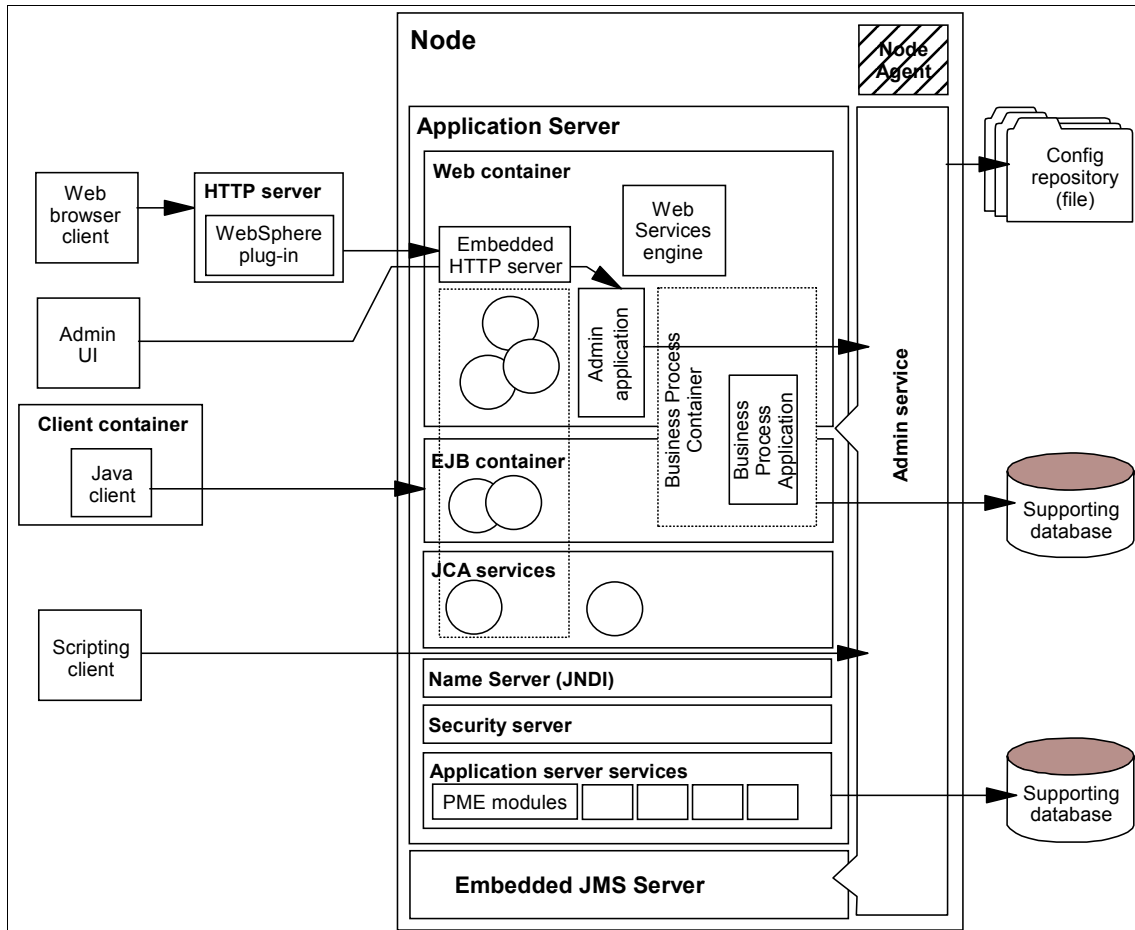 Node
Node
Agent
Application Server
Web container
Config
repository
(file)
Web
browser
client
HTTP server
WebSphere
plug-in
Embedded
HTTP server
Web
Services
engine
Admin
UI
Admin
application
Business Process
Container
Business
Process
Application
Admin service
Client container
Java
client
EJB container
Supporting
database
JCA services
Scripting
client
Name Server (JNDI)
Security server
Application server services
PME modules
Supporting
database
Embedded JMS Server